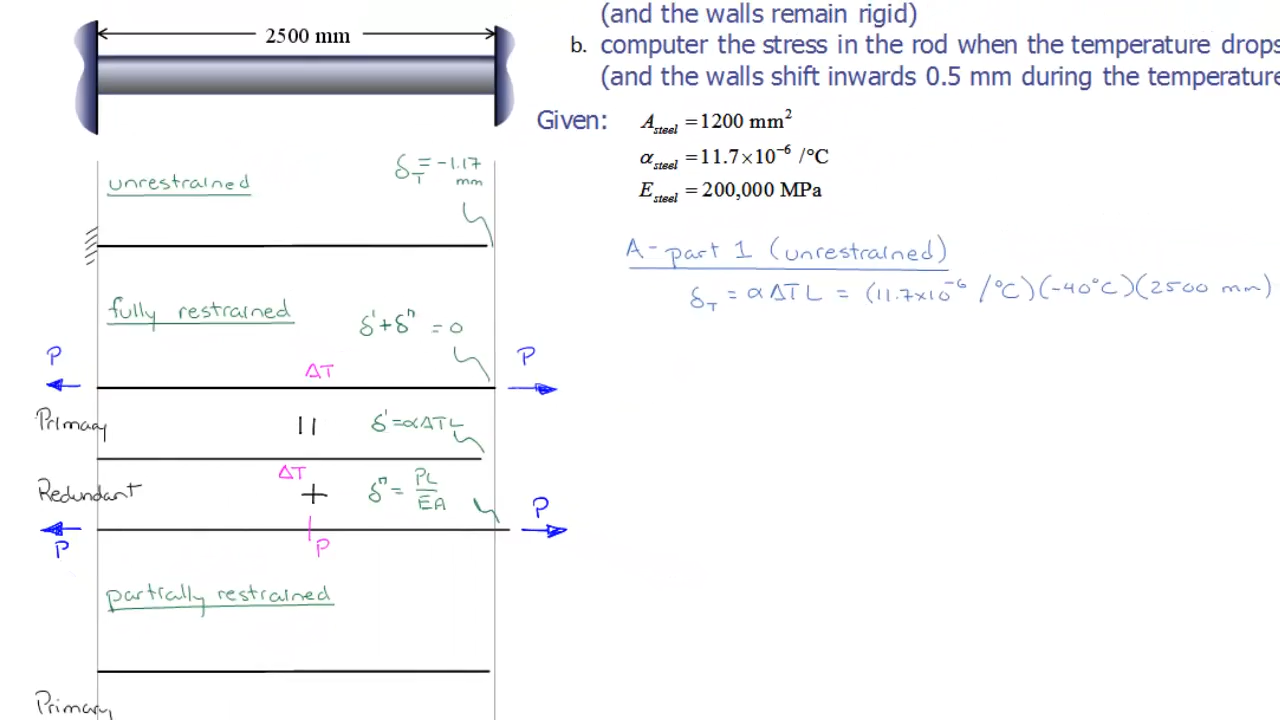 2500 mm
(and the walls remain rigid)
b. computer the stress in the rod when the temperature drops
(and the walls shift inwards 0.5 mm during the temperature
Given: A_steel = 1200 mm²
α_steel = 11.7×10⁻⁶ /°C
E_steel = 200,000 MPa
unrestrained
δ_T = -1.17 mm
A - part 1 (unrestrained)
δ_T = αΔTL = (11.7×10⁻⁶ /°C)(-40°C)(2500 mm)
fully restrained
δ' + δ" = 0
P P
ΔT
Primary
δ' = αΔTL
ΔT
Redundant + δ" = PL/EA
P
P
P
partially restrained
Primary